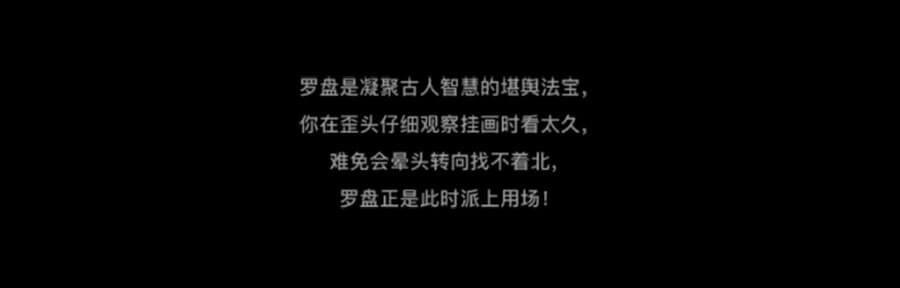 罗盘是凝聚古人智慧的堪舆法宝，
你在歪头仔细观察挂画时看太久，
难免会晕头转向找不着北，
罗盘正是此时派上用场！